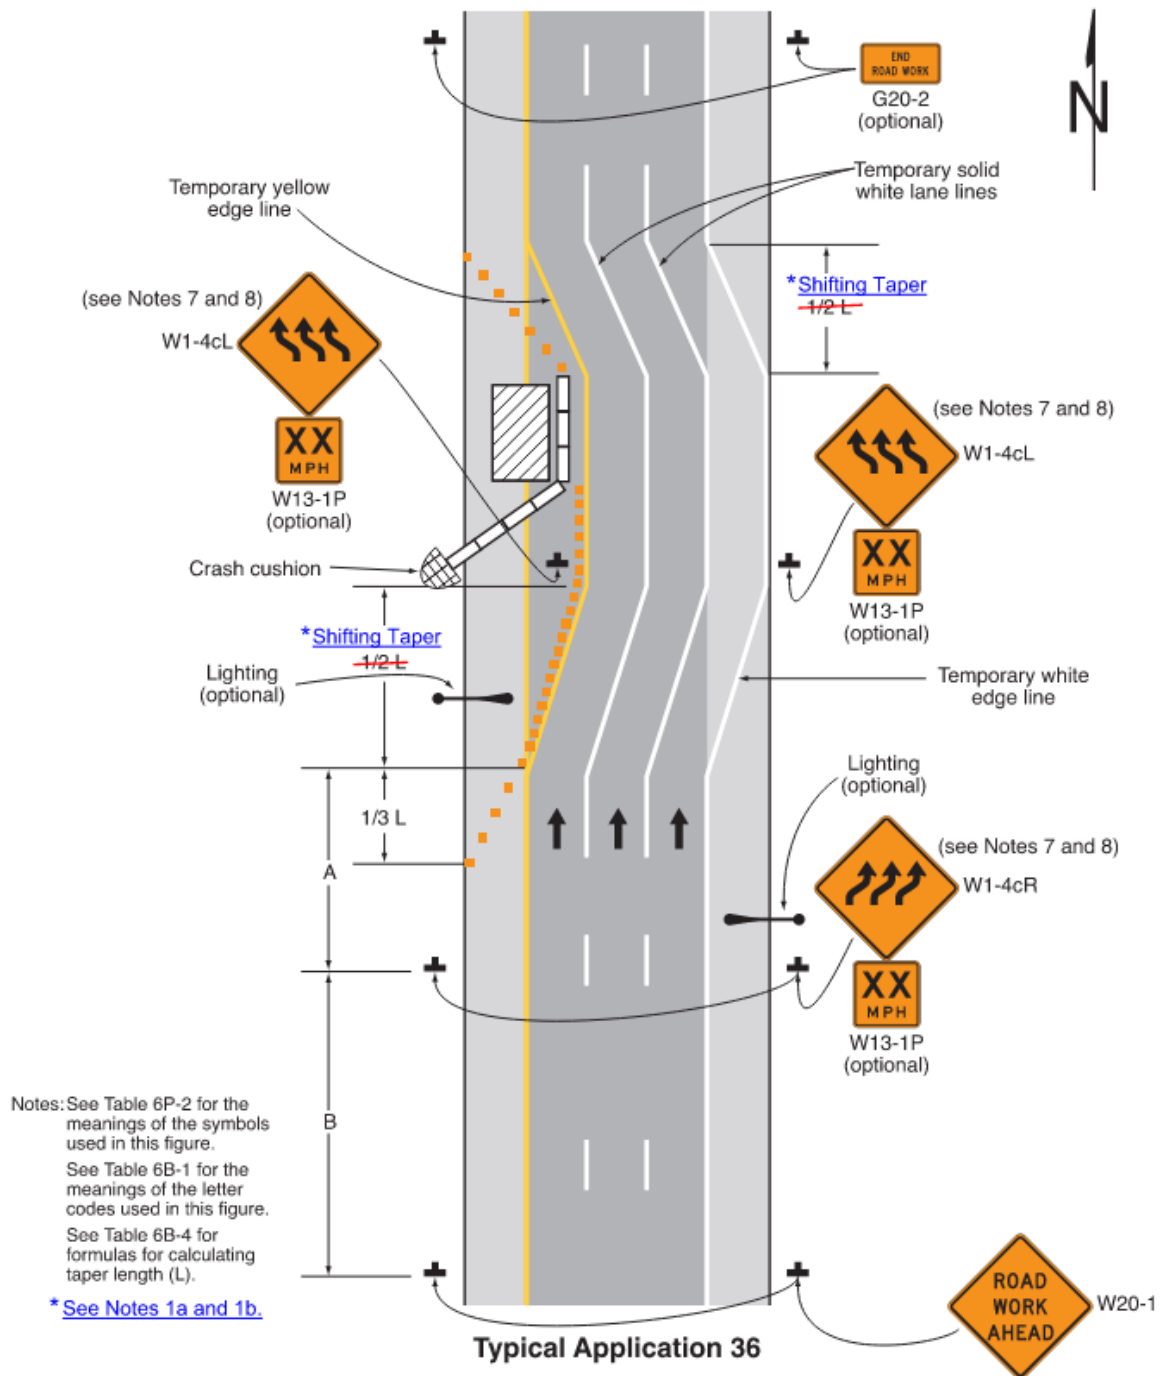 END
ROAD WORK
G20-2
(optional)
N
Temporary yellow
edge line
Temporary solid
white lane lines
(see Notes 7 and 8)
W1-4cL
XX
MPH
W13-1P
(optional)
* Shifting Taper
1/2 L
(see Notes 7 and 8)
W1-4cL
XX
MPH
W13-1P
(optional)
Crash cushion
* Shifting Taper
1/2 L
Lighting
(optional)
Temporary white
edge line
Lighting
(optional)
1/3 L
A
(see Notes 7 and 8)
W1-4cR
XX
MPH
W13-1P
(optional)
B
Notes: See Table 6P-2 for the
meanings of the symbols
used in this figure.
See Table 6B-1 for the
meanings of the letter
codes used in this figure.
See Table 6B-4 for
formulas for calculating
taper length (L).
* See Notes 1a and 1b.
ROAD
WORK
AHEAD
W20-1
Typical Application 36